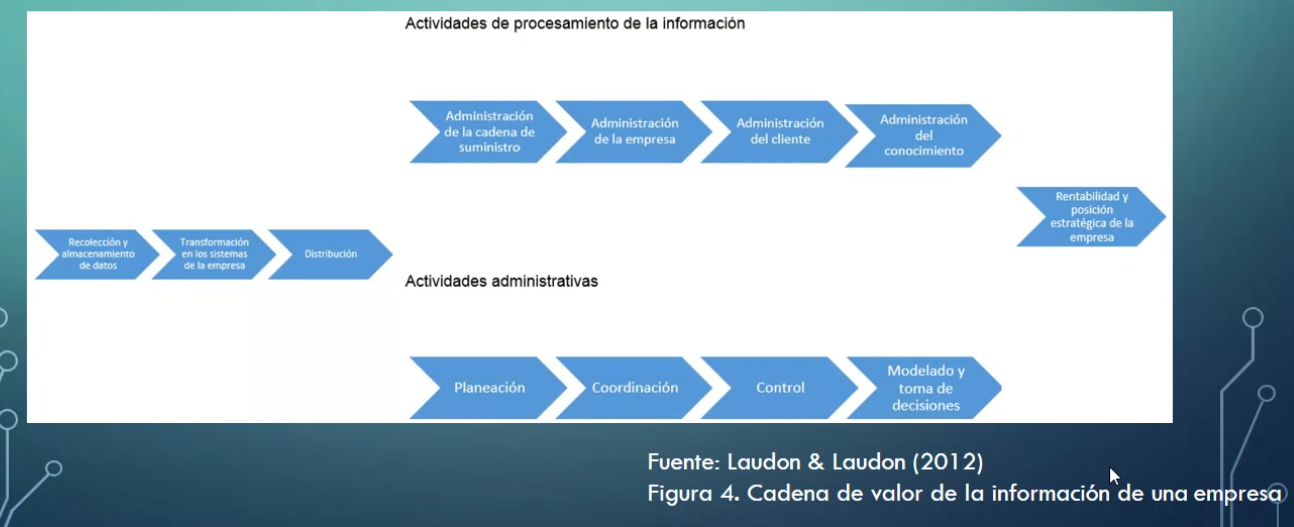 Actividades de procesamiento de la información
Administración
de la cadena de
suministro
Administración
de la empresa
Administración
del cliente
Administración
del
conocimiento
Rentabilidad y
posición
estratégica de la
empresa
Recolección y
almacenamiento
de datos
Transformación
en los sistemas
de la empresa
Distribución
Actividades administrativas
Planeación
Coordinación
Control
Modelado y
toma de
decisiones
Fuente: Laudon & Laudon (2012)
Figura 4. Cadena de valor de la información de una empresa